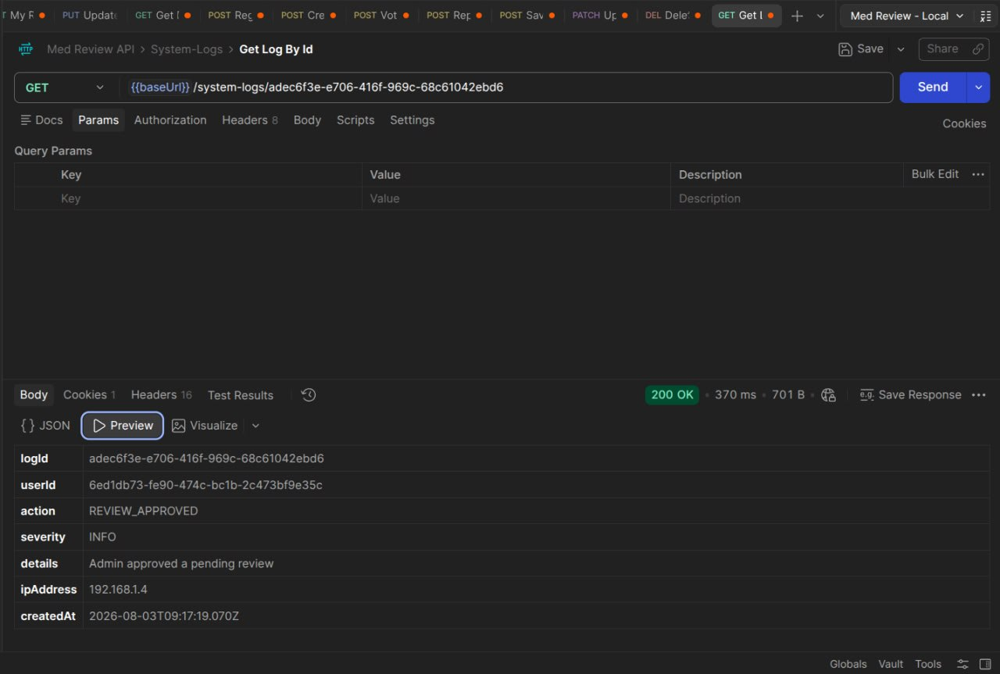 T My R PUT Update GET Get POST Reg POST Cre POST Vot POST Rep POST Sav PATCH Up DEL Dele GET Get L Med Review - Local
HTTP Med Review API > System-Logs > Get Log By Id Save Share
GET {{baseUrl}} /system-logs/adec6f3e-e706-416f-969c-68c61042ebd6 Send
Docs Params Authorization Headers 8 Body Scripts Settings Cookies
Query Params
Key Value Description Bulk Edit
Key Value Description
Body Cookies 1 Headers 16 Test Results 200 OK 370 ms 701 B e.g. Save Response
{ } JSON Preview Visualize
logId adec6f3e-e706-416f-969c-68c61042ebd6
userId 6ed1db73-fe90-474c-bc1b-2c473bf9e35c
action REVIEW_APPROVED
severity INFO
details Admin approved a pending review
ipAddress 192.168.1.4
createdAt 2026-08-03T09:17:19.070Z
Globals Vault Tools